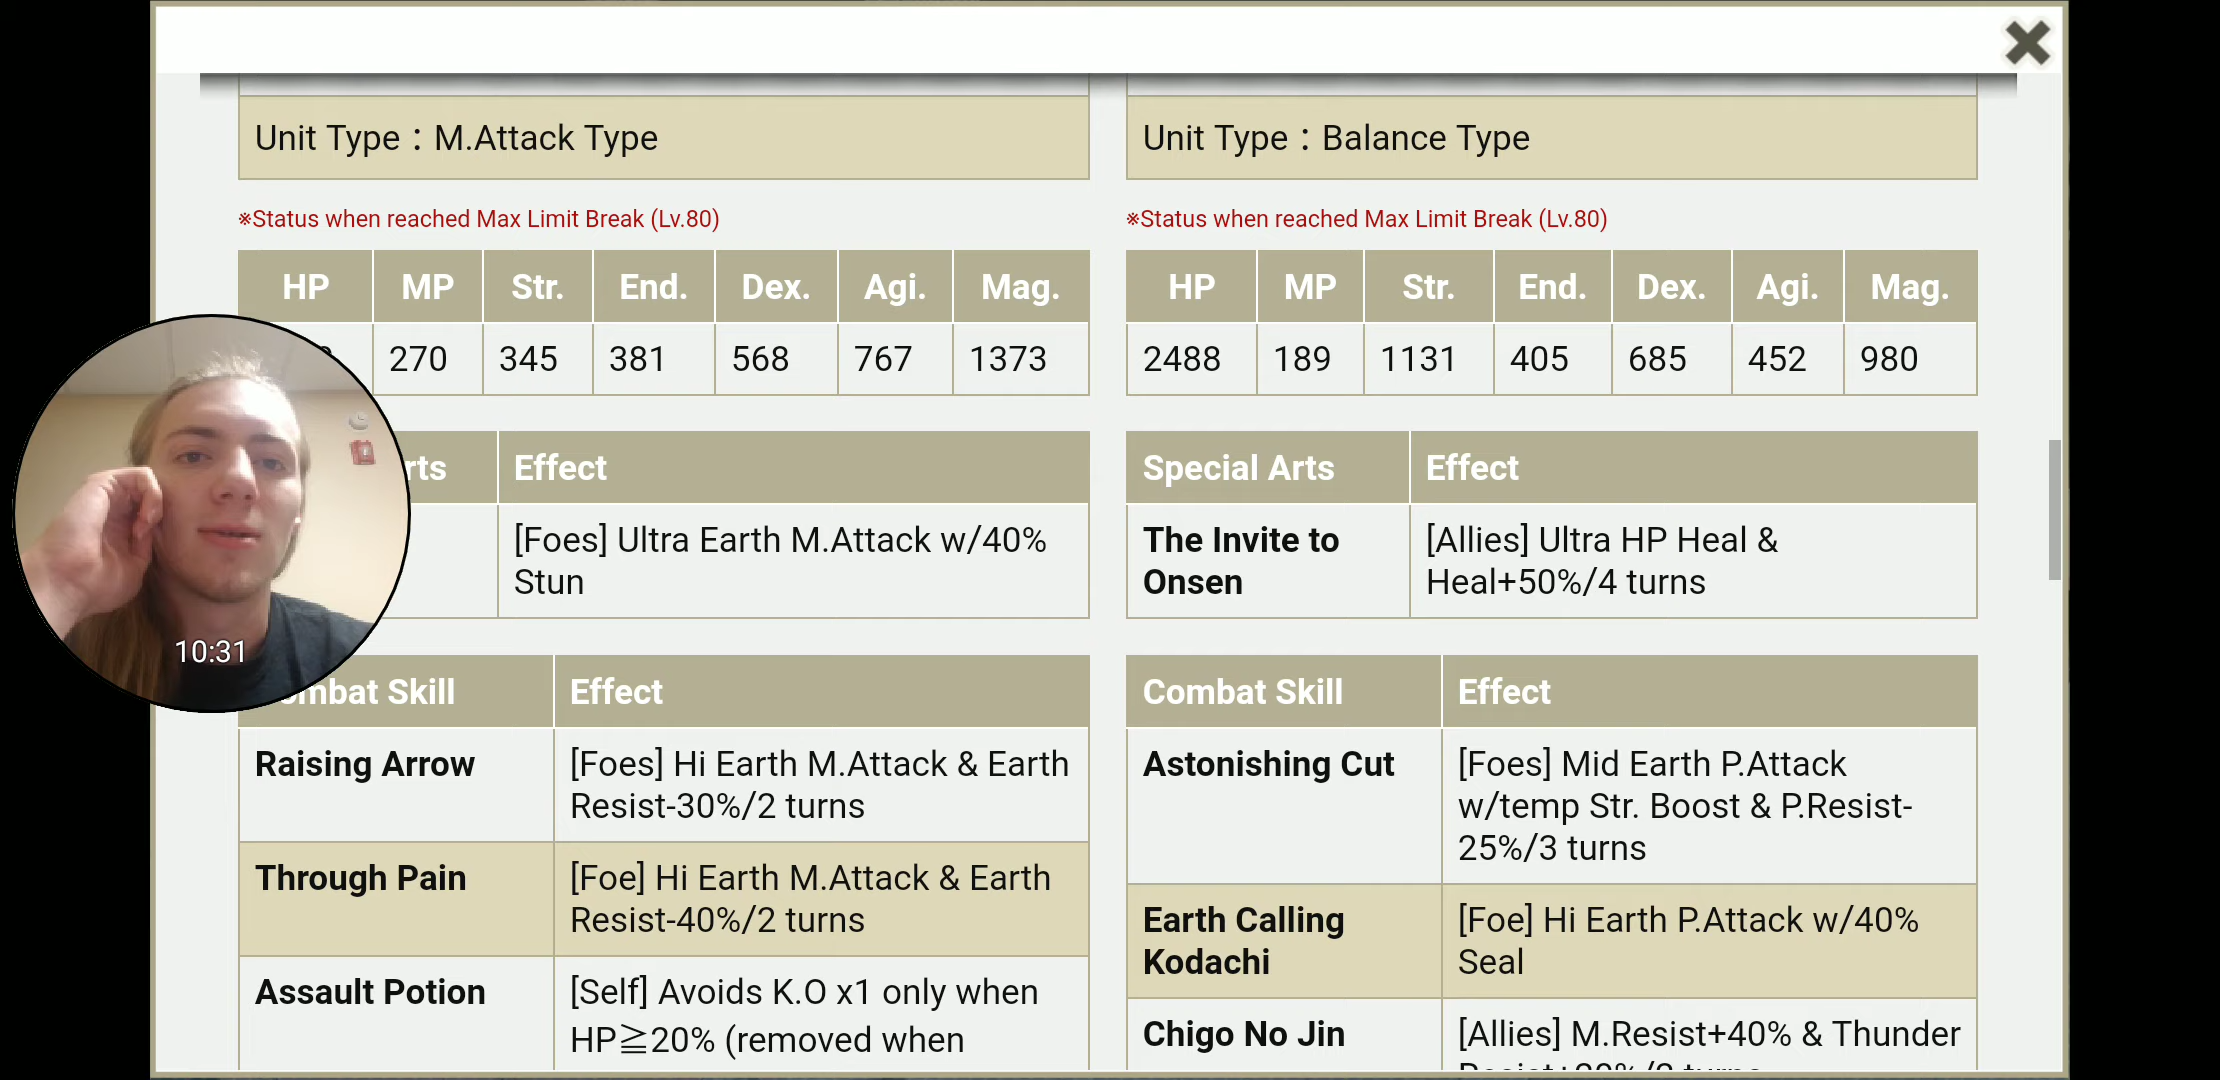 Unit Type : M.Attack Type
※Status when reached Max Limit Break (Lv.80)
HP MP Str. End. Dex. Agi. Mag.
270 345 381 568 767 1373
Effect
[Foes] Ultra Earth M.Attack w/40%
Stun
Skill Effect
Raising Arrow [Foes] Hi Earth M.Attack & Earth
Resist-30%/2 turns
Through Pain [Foe] Hi Earth M.Attack & Earth
Resist-40%/2 turns
Assault Potion [Self] Avoids K.O x1 only when
HP≧20% (removed when
Unit Type : Balance Type
※Status when reached Max Limit Break (Lv.80)
HP MP Str. End. Dex. Agi. Mag.
2488 189 1131 405 685 452 980
Special Arts Effect
The Invite to [Allies] Ultra HP Heal &
Onsen Heal+50%/4 turns
Combat Skill Effect
Astonishing Cut [Foes] Mid Earth P.Attack
w/temp Str. Boost & P.Resist-
25%/3 turns
Earth Calling [Foe] Hi Earth P.Attack w/40%
Kodachi Seal
Chigo No Jin [Allies] M.Resist+40% & Thunder
10:31